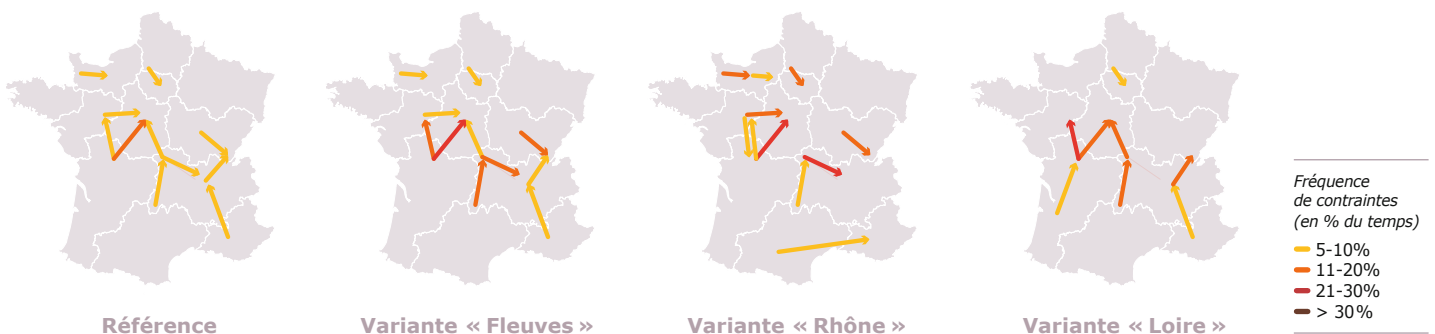 Fréquence
de contraintes
(en % du temps)
5-10%
11-20%
21-30%
> 30%
Référence
Variante « Fleuves »
Variante « Rhône »
Variante « Loire »